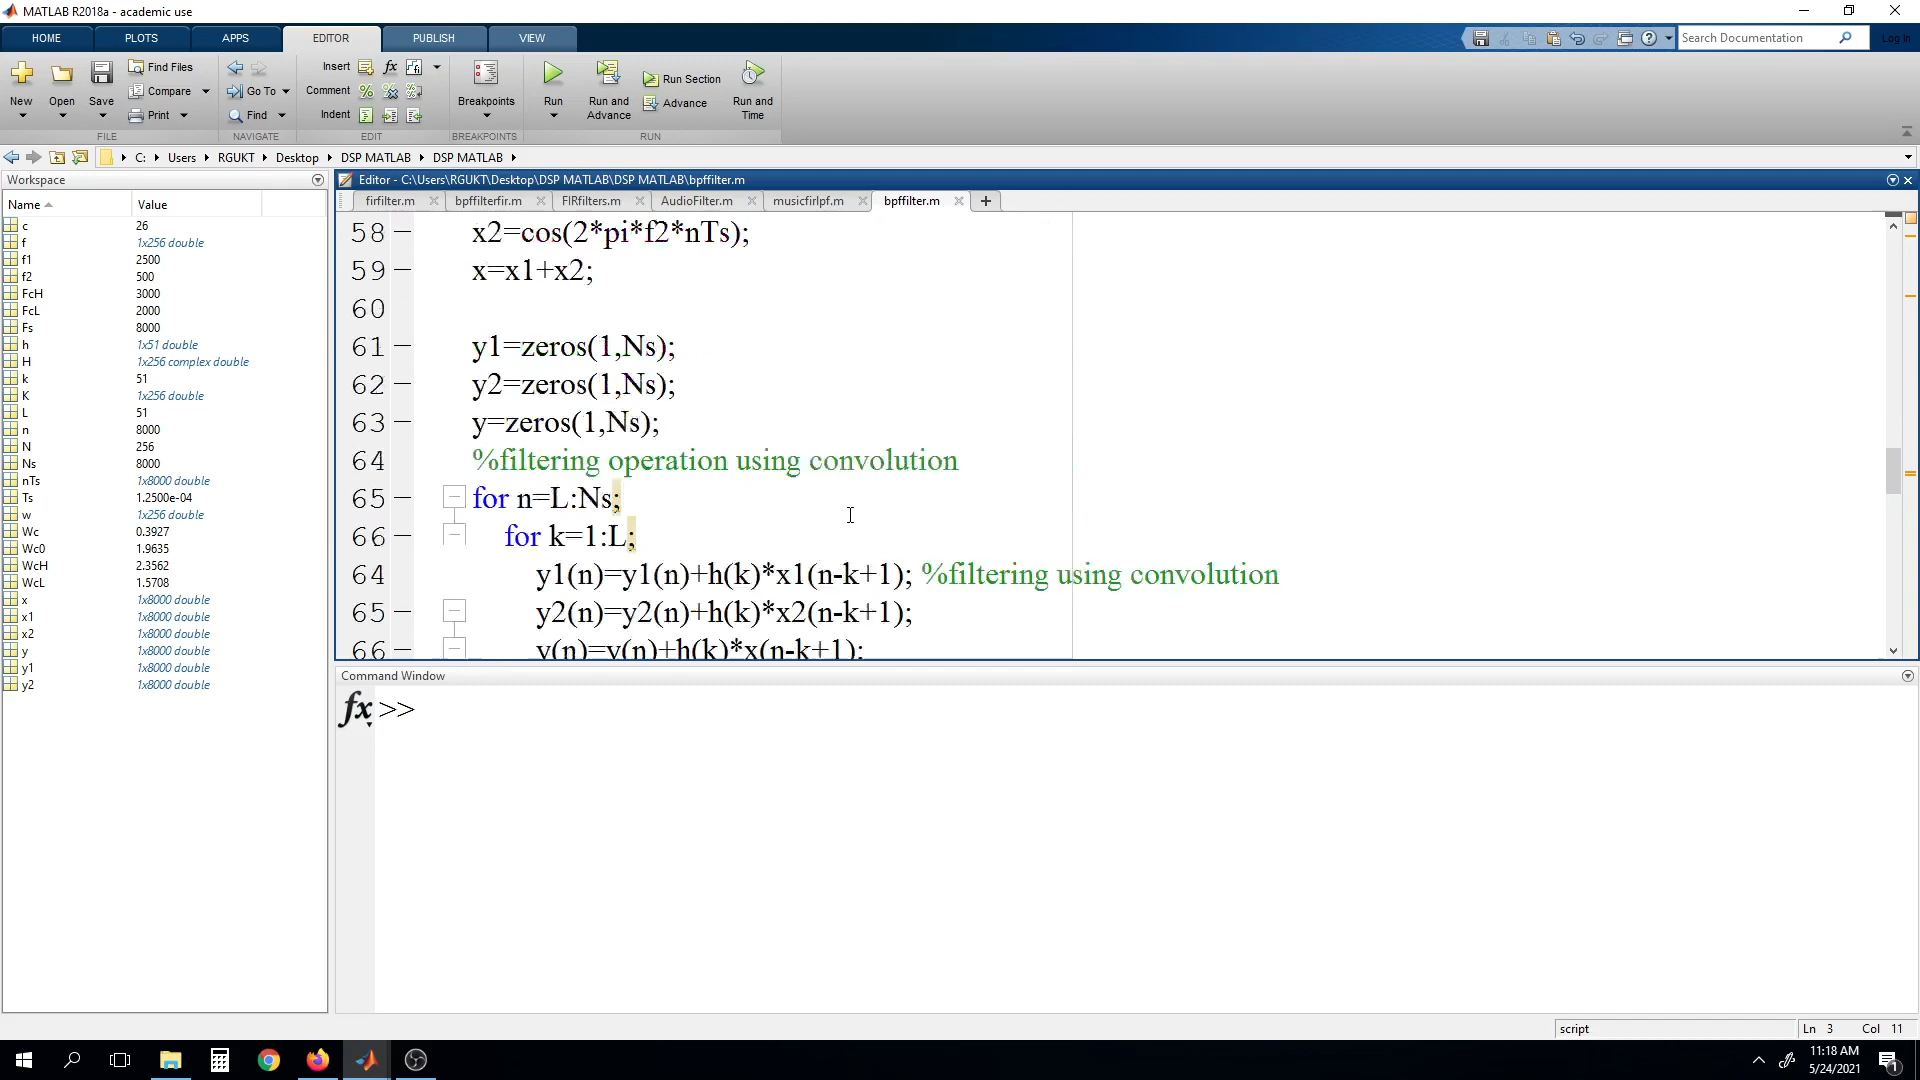 MATLAB R2018a - academic use
HOME PLOTS APPS EDITOR PUBLISH VIEW
Search Documentation
Log In
New Open Save
Find Files
Compare
Print
FILE
Go To
Find
NAVIGATE
Insert fx
Comment
Indent
EDIT
Breakpoints
BREAKPOINTS
Run
Run and Advance
Run Section
Advance
Run and Time
RUN
C: Users RGUKT Desktop DSP MATLAB DSP MATLAB
Workspace
Name Value
c 26
f 1x256 double
f1 2500
f2 500
FcH 3000
FcL 2000
Fs 8000
h 1x51 double
H 1x256 complex double
k 51
K 1x256 double
L 51
n 8000
N 256
Ns 8000
nTs 1x8000 double
Ts 1.2500e-04
w 1x256 double
Wc 0.3927
Wc0 1.9635
WcH 2.3562
WcL 1.5708
x 1x8000 double
x1 1x8000 double
x2 1x8000 double
y 1x8000 double
y1 1x8000 double
y2 1x8000 double
Editor - C:\Users\RGUKT\Desktop\DSP MATLAB\DSP MATLAB\bpffilter.m
firfilter.m bpffilterfir.m FIRfilters.m AudioFilter.m musicfirlpf.m bpffilter.m
58 – x2=cos(2*pi*f2*nTs);
59 – x=x1+x2;
60
61 – y1=zeros(1,Ns);
62 – y2=zeros(1,Ns);
63 – y=zeros(1,Ns);
64 %filtering operation using convolution
65 – for n=L:Ns;
66 – for k=1:L;
64 y1(n)=y1(n)+h(k)*x1(n-k+1); %filtering using convolution
65 – y2(n)=y2(n)+h(k)*x2(n-k+1);
66 – y(n)=y(n)+h(k)*x(n-k+1);
Command Window
fx >>
script
Ln 3 Col 11
11:18 AM
5/24/2021
1